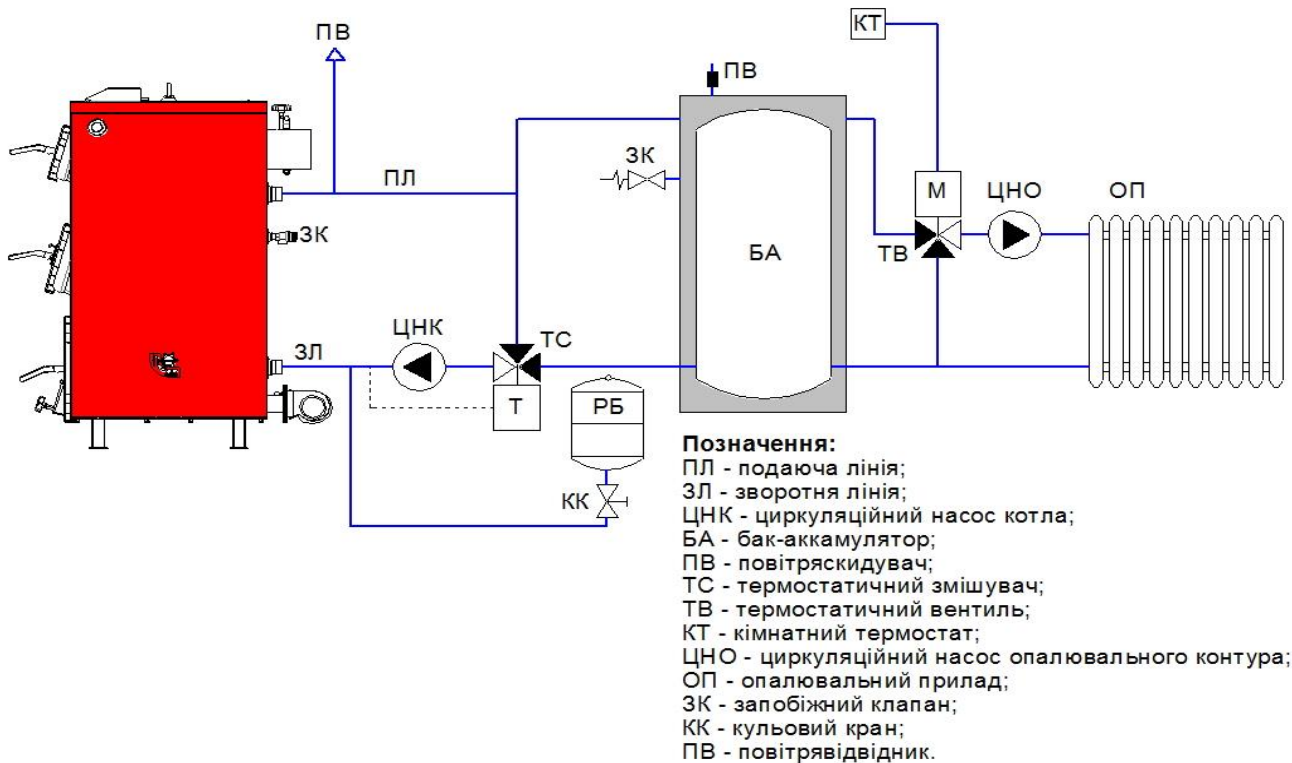 ПВ
КТ
ПВ
ЗК
ПЛ
М
ЦНО
ОП
ЗК
ТВ
БА
ЦНК
ТС
ЗЛ
Т
РБ
КК
Позначення:
ПЛ - подаюча лінія;
ЗЛ - зворотня лінія;
ЦНК - циркуляційний насос котла;
БА - бак-аккамулятор;
ПВ - повітряскидувач;
ТС - термостатичний змішувач;
ТВ - термостатичний вентиль;
КТ - кімнатний термостат;
ЦНО - циркуляційний насос опалювального контура;
ОП - опалювальний прилад;
ЗК - запобіжний клапан;
КК - кульовий кран;
ПВ - повітрявідвідник.